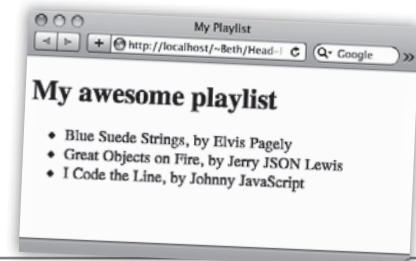 My Playlist
http://localhost/~Beth/Head-
Google
My awesome playlist
Blue Suede Strings, by Elvis Pagely
Great Objects on Fire, by Jerry JSON Lewis
I Code the Line, by Johnny JavaScript